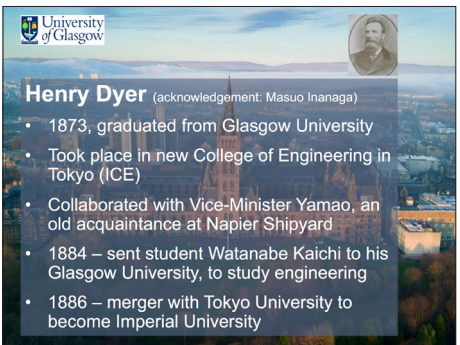 University
of Glasgow
Henry Dyer (acknowledgement: Masuo Inanaga)
• 1873, graduated from Glasgow University
• Took place in new College of Engineering in
Tokyo (ICE)
• Collaborated with Vice-Minister Yamao, an
old acquaintance at Napier Shipyard
• 1884 – sent student Watanabe Kaichi to his
Glasgow University, to study engineering
• 1886 – merger with Tokyo University to
become Imperial University